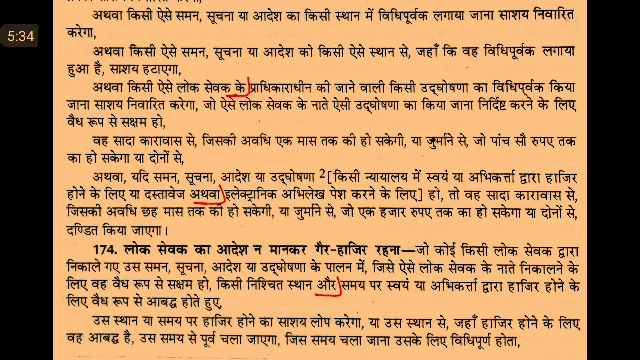 अथवा किसी ऐसे समन, सूचना या आदेश का किसी स्थान में विधिपूर्वक लगाया जाना साशय निवारित
करेगा,
अथवा किसी ऐसे समन, सूचना या आदेश को किसी ऐसे स्थान से, जहाँ कि वह विधिपूर्वक लगाया
हुआ है, साशय हटाएगा,
5:34
अथवा किसी ऐसे लोक सेवक के प्राधिकाराधीन की जाने वाली किसी उद्घोषणा का विधिपूर्वक किया
जाना साशय निवारित करेगा, जो ऐसे लोक सेवक के नाते ऐसी उद्घोषणा का किया जाना निर्दिष्ट करने के लिए
वैध रूप से सक्षम हो,
वह सादा कारावास से, जिसकी अवधि एक मास तक की हो सकेगी, या जुर्माने से, जो पांच सौ रुपए तक
का हो सकेगा या दोनों से,
अथवा, यदि समन, सूचना, आदेश या उद्घोषणा ²[किसी न्यायालय में स्वयं या अभिकर्त्ता द्वारा हाजिर
होने के लिए या दस्तावेज अथवा इलेक्ट्रानिक अभिलेख पेश करने के लिए] हो, तो वह सादा कारावास से,
जिसकी अवधि छह मास तक की हो सकेगी, या जुर्माने से, जो एक हजार रुपए तक का हो सकेगा या दोनों से,
दण्डित किया जाएगा।
174. लोक सेवक का आदेश न मानकर गैर-हाजिर रहना—जो कोई किसी लोक सेवक द्वारा
निकाले गए उस समन, सूचना, आदेश या उद्घोषणा के पालन में, जिसे ऐसे लोक सेवक के नाते निकालने के
लिए वह वैध रूप से सक्षम हो, किसी निश्चित स्थान और समय पर स्वयं या अभिकर्त्ता द्वारा हाजिर होने के
लिए वैध रूप से आबद्ध होते हुए,
उस स्थान या समय पर हाजिर होने का साशय लोप करेगा, या उस स्थान से, जहाँ हाजिर होने के लिए
वह आबद्ध है, उस समय से पूर्व चला जाएगा, जिस समय चला जाना उसके लिए विधिपूर्ण होता,